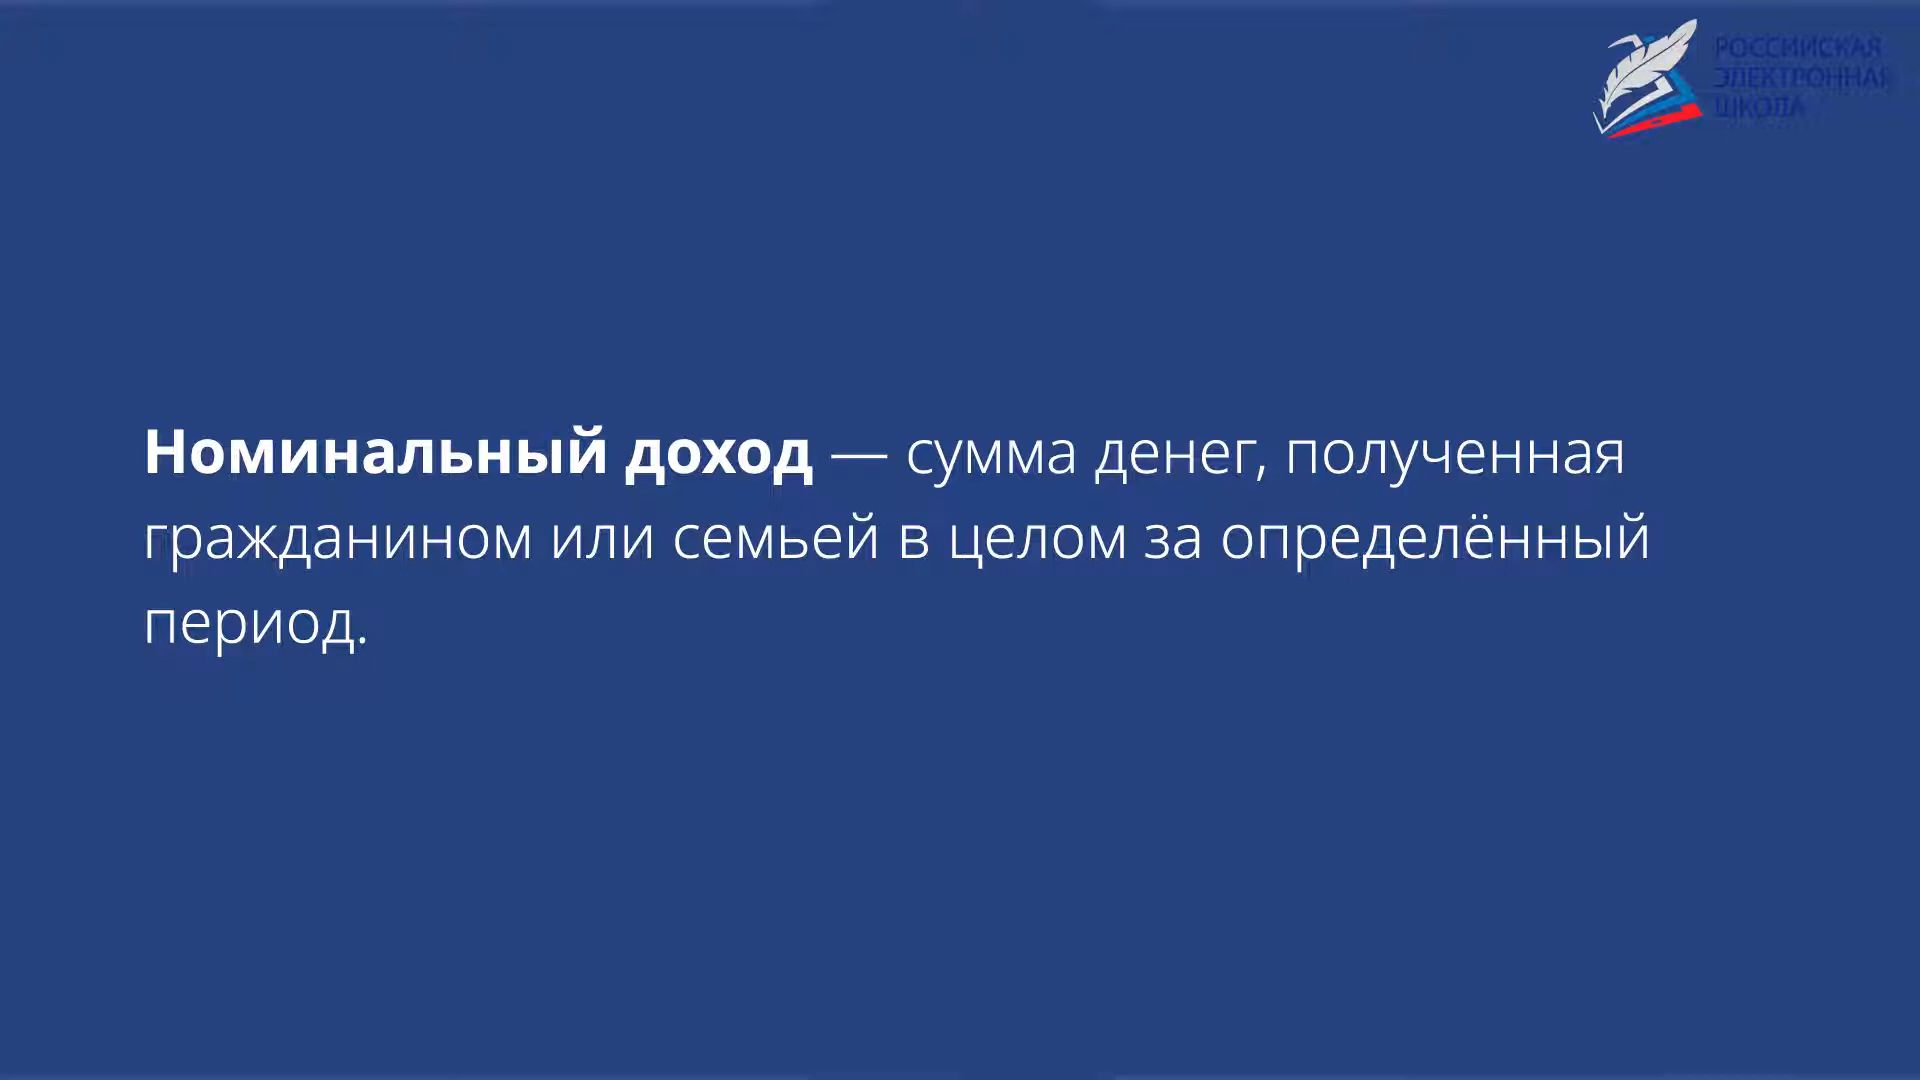 РОССИЙСКАЯ
ЭЛЕКТРОННАЯ
ШКОЛА
Номинальный доход — сумма денег, полученная
гражданином или семьей в целом за определённый
период.